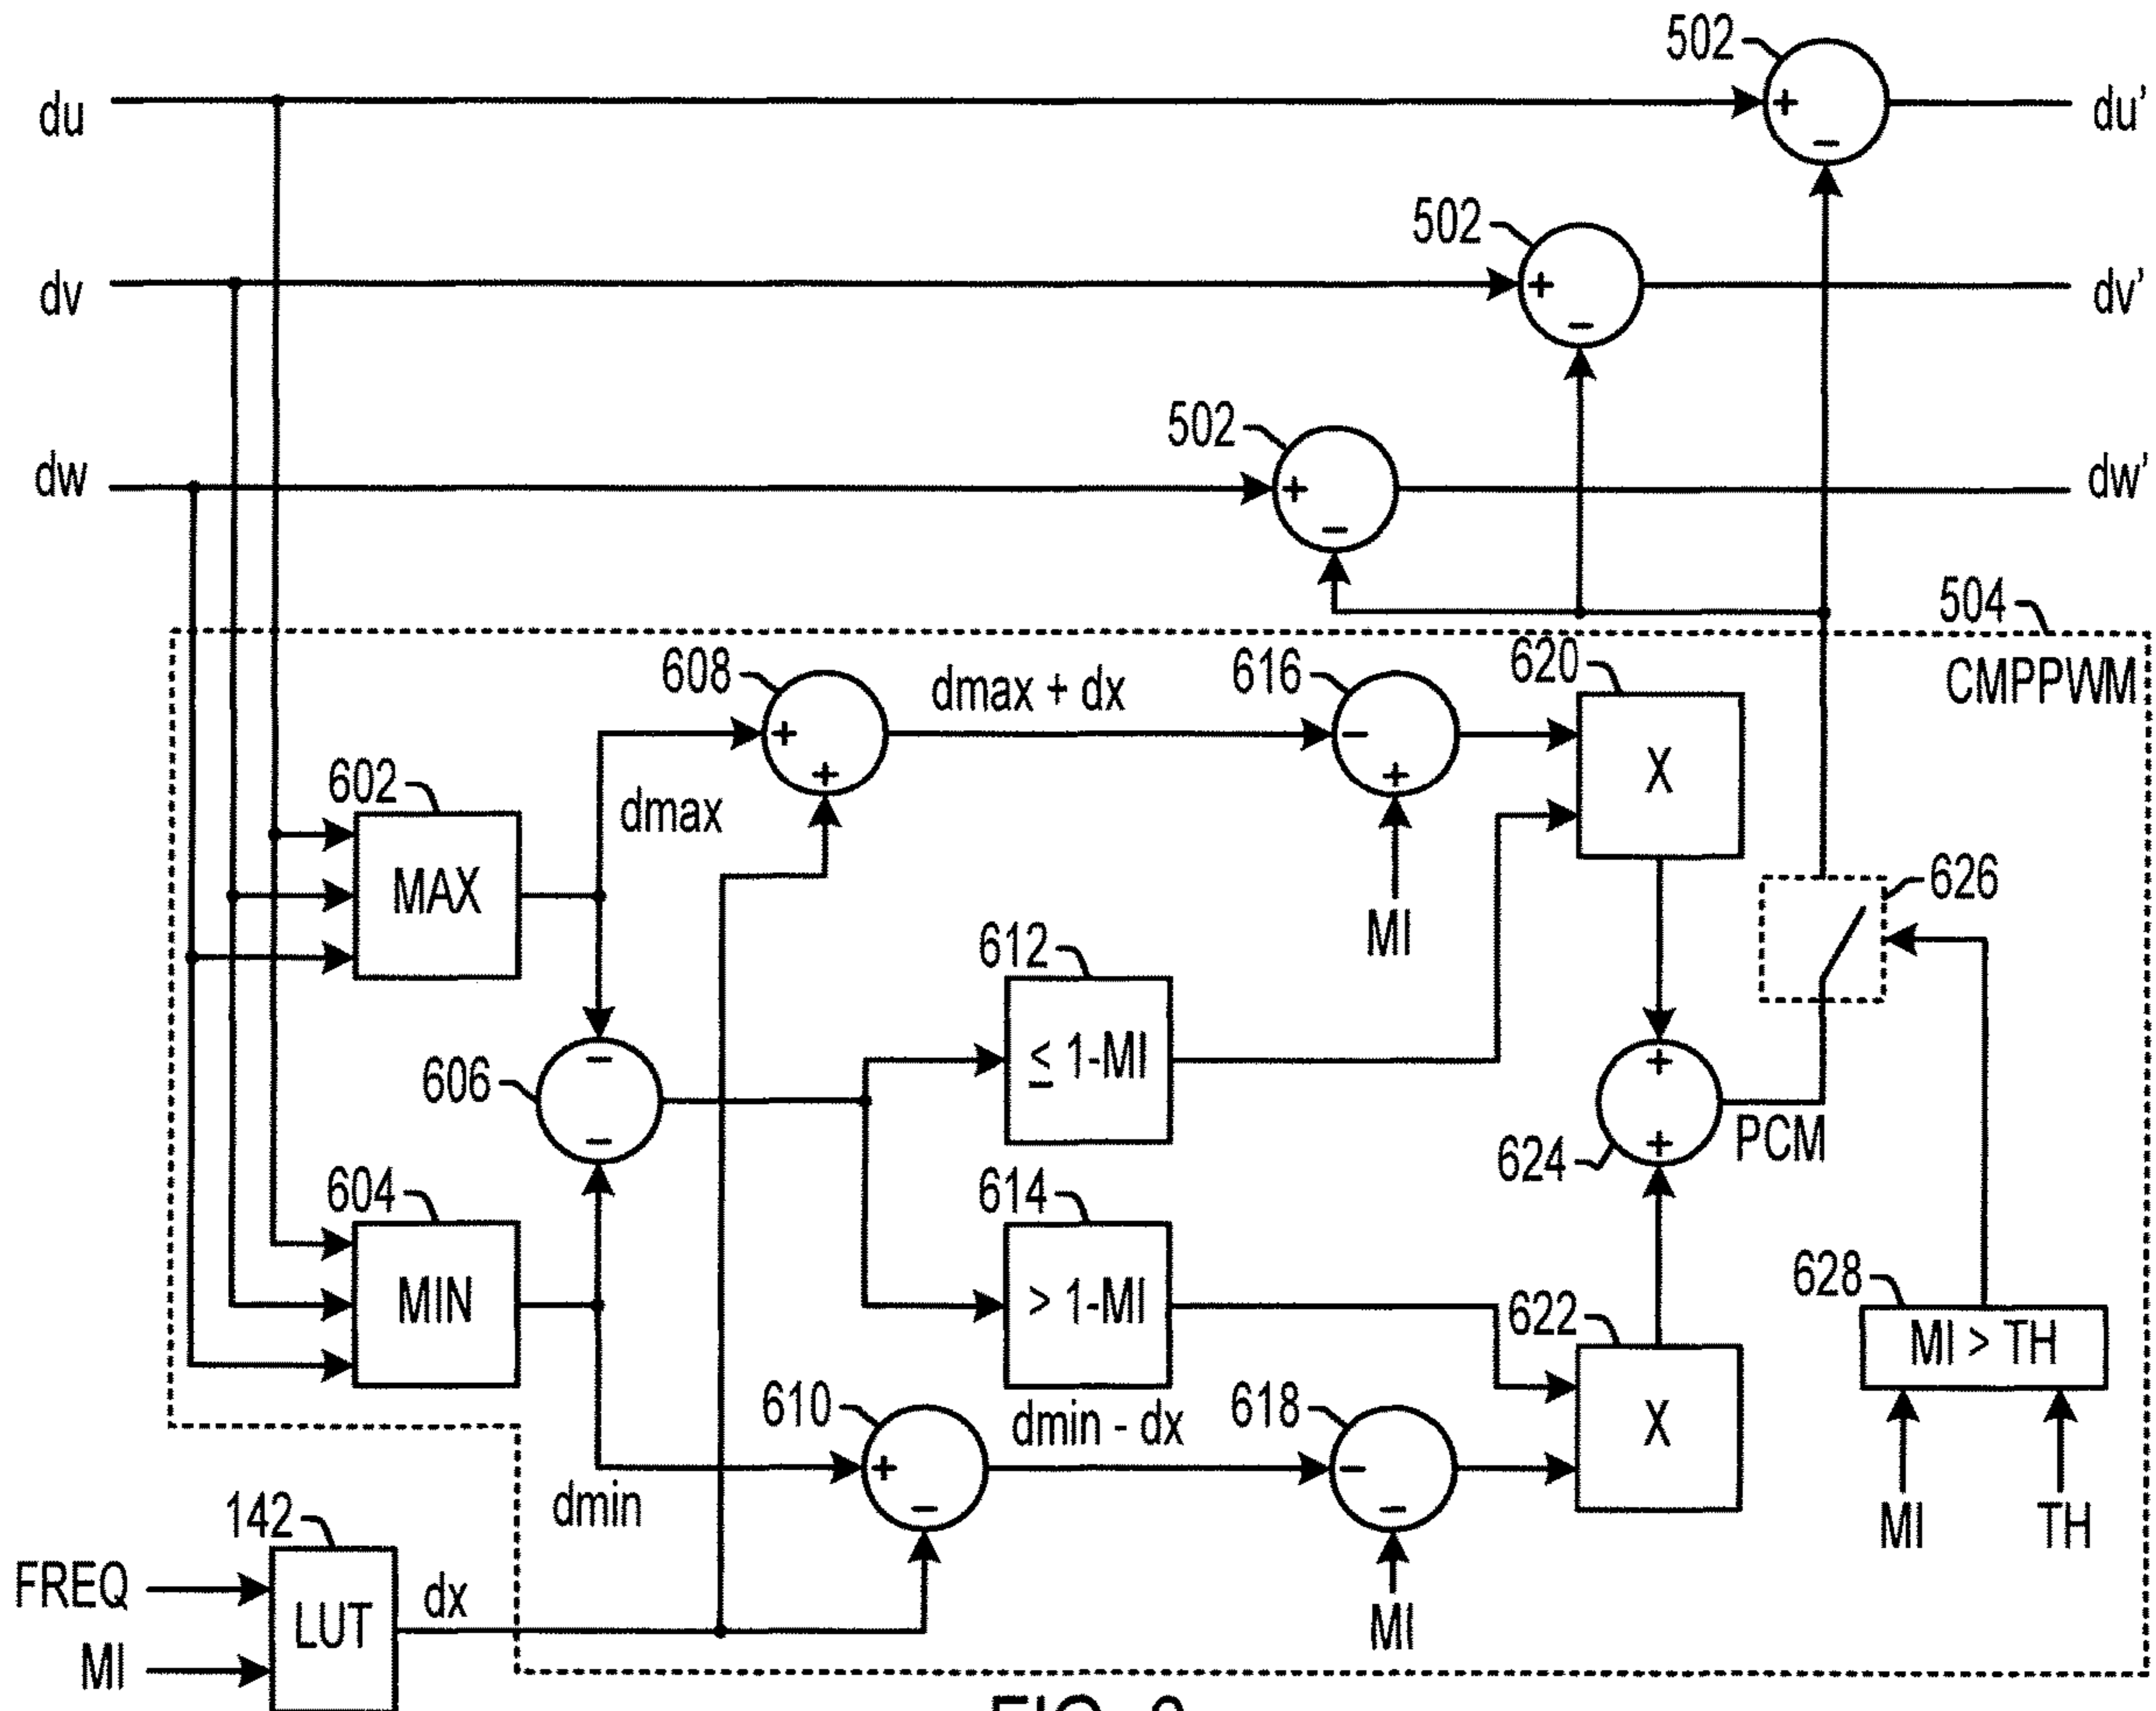 502
du
+
−
du'
502
dv
+
−
dv'
502
dw
+
−
dw'
504
CMPPWM
608
dmax + dx
616
620
+
+
−
+
X
602
dmax
MAX
MI
626
612
≤ 1-MI
606
−
−
+
+
624
PCM
604
MIN
614
> 1-MI
628
MI > TH
622
X
610
dmin - dx
618
+
−
−
−
dmin
MI
TH
142
FREQ
MI
LUT
dx
MI